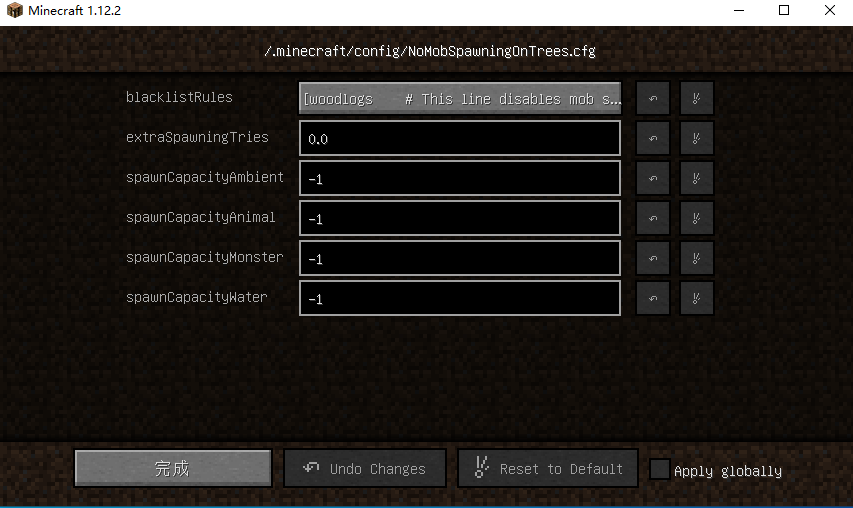 Minecraft 1.12.2
/.minecraft/config/NoMobSpawningOnTrees.cfg
blacklistRules [woodlogs # This line disables mob s...
extraSpawningTries 0.0
spawnCapacityAmbient -1
spawnCapacityAnimal -1
spawnCapacityMonster -1
spawnCapacityWater -1
完成 Undo Changes Reset to Default Apply globally